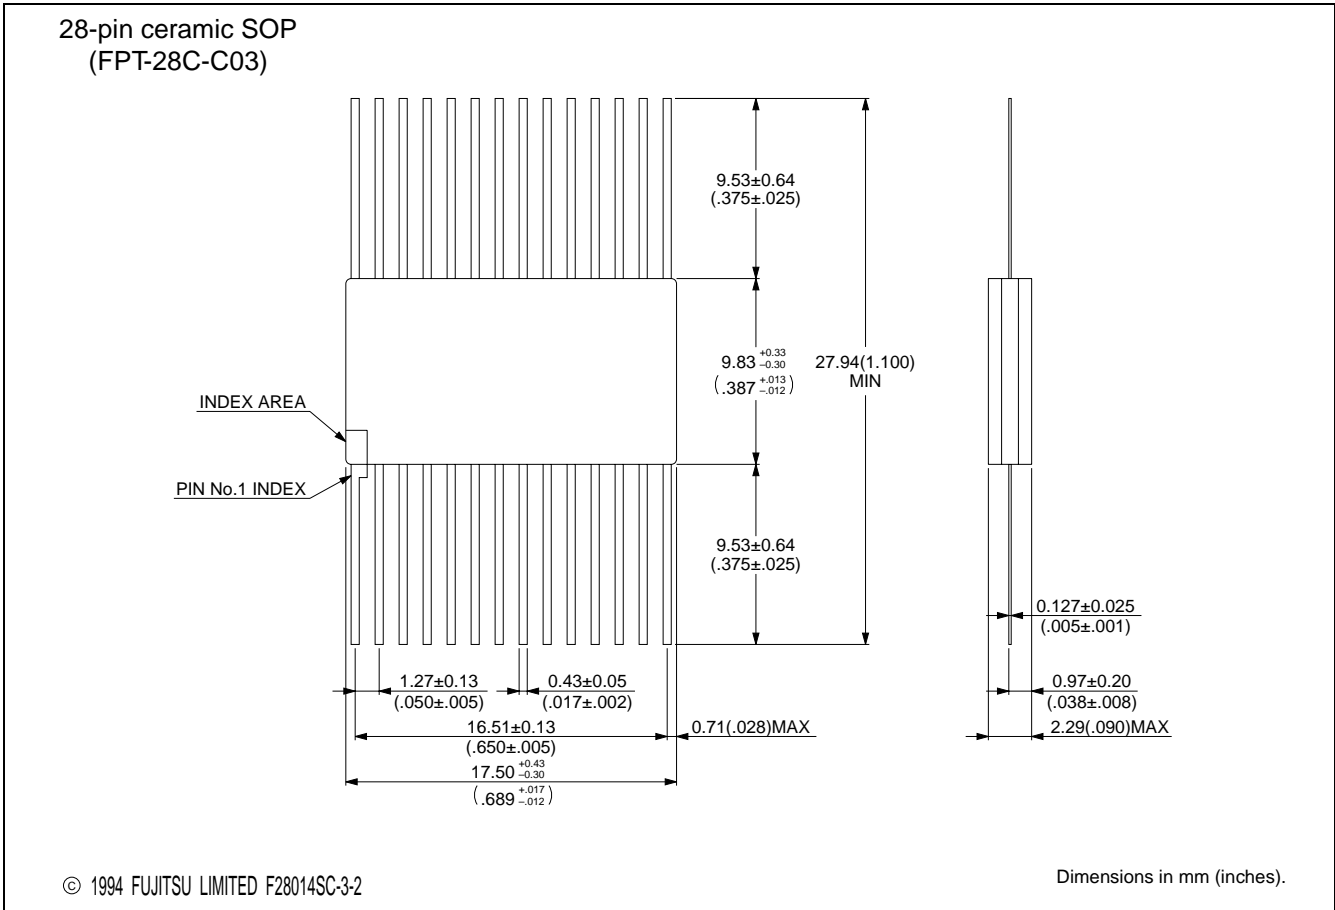 28-pin ceramic SOP
(FPT-28C-C03)
9.53±0.64
(.375±.025)
9.83 +0.33 –0.30
(.387 +.013 –.012)
27.94(1.100)
MIN
INDEX AREA
PIN No.1 INDEX
9.53±0.64
(.375±.025)
0.127±0.025
(.005±.001)
1.27±0.13
(.050±.005)
0.43±0.05
(.017±.002)
0.97±0.20
(.038±.008)
16.51±0.13
(.650±.005)
0.71(.028)MAX
2.29(.090)MAX
17.50 +0.43 –0.30
(.689 +.017 –.012)
© 1994 FUJITSU LIMITED F28014SC-3-2
Dimensions in mm (inches).